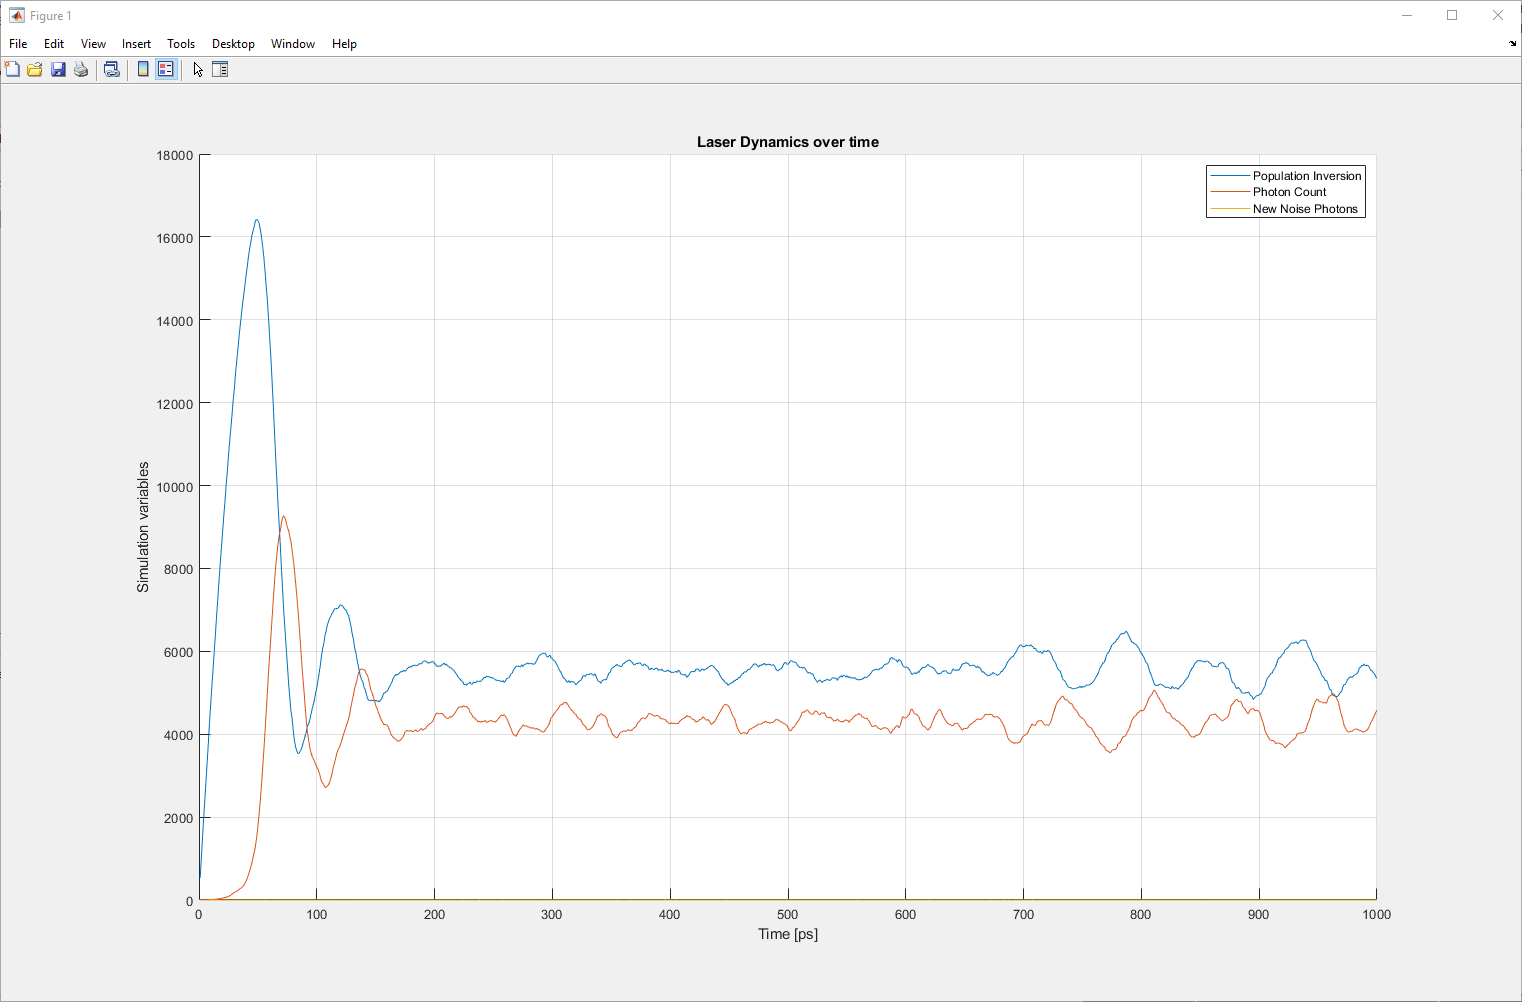 Figure 1
File Edit View Insert Tools Desktop Window Help
Laser Dynamics over time
18000
16000
14000
12000
10000
8000
6000
4000
2000
0
Simulation variables
Population Inversion
Photon Count
New Noise Photons
0 100 200 300 400 500 600 700 800 900 1000
Time [ps]